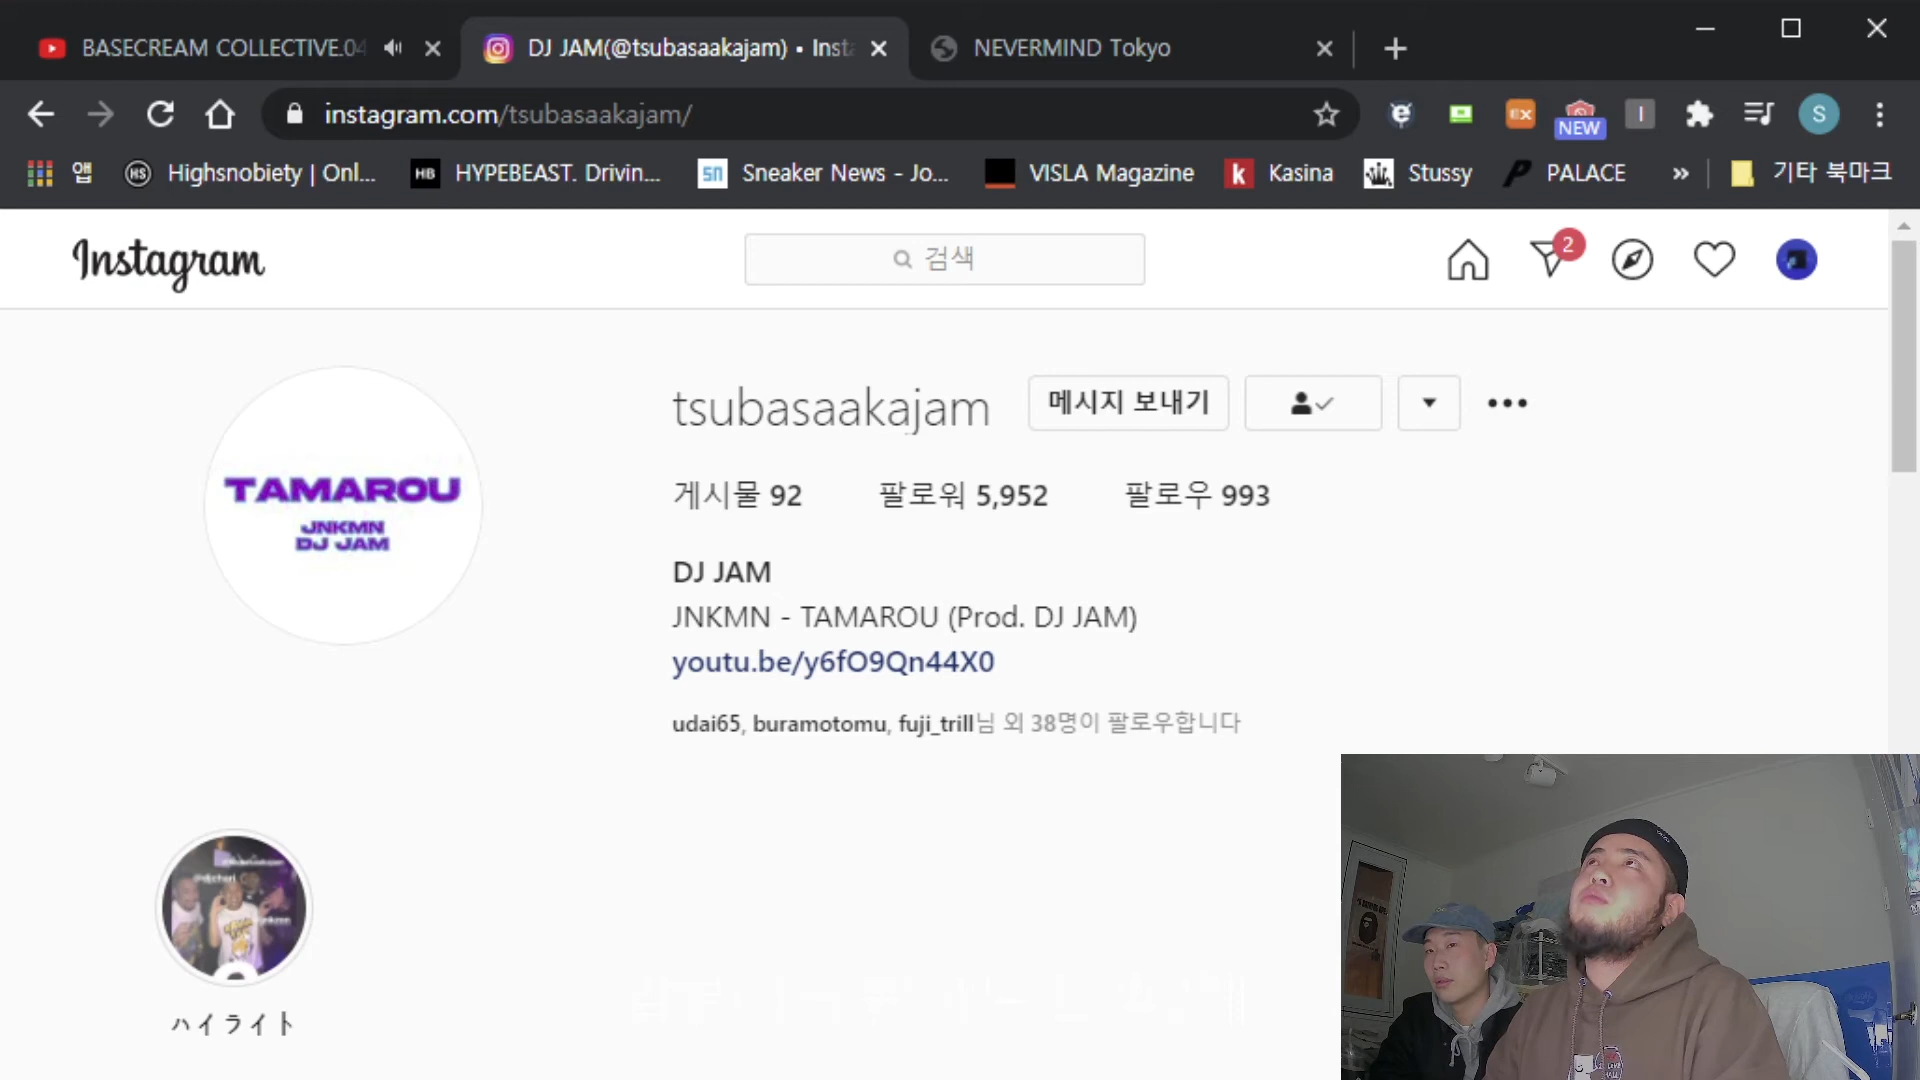 BASECREAM COLLECTIVE.04
DJ JAM(@tsubasaakajam) • Inst
NEVERMIND Tokyo
instagram.com/tsubasaakajam/
NEW
S
앱
Highsnobiety | Onl...
HYPEBEAST. Drivin...
Sneaker News - Jo...
VISLA Magazine
Kasina
Stussy
PALACE
»
기타 북마크
Instagram
검색
2
tsubasaakajam
메시지 보내기
게시물 92
팔로워 5,952
팔로우 993
TAMAROU
JNKMN
DJ JAM
DJ JAM
JNKMN - TAMAROU (Prod. DJ JAM)
youtu.be/y6fO9Qn44X0
udai65, buramotomu, fuji_trill님 외 38명이 팔로우합니다
ハイライト